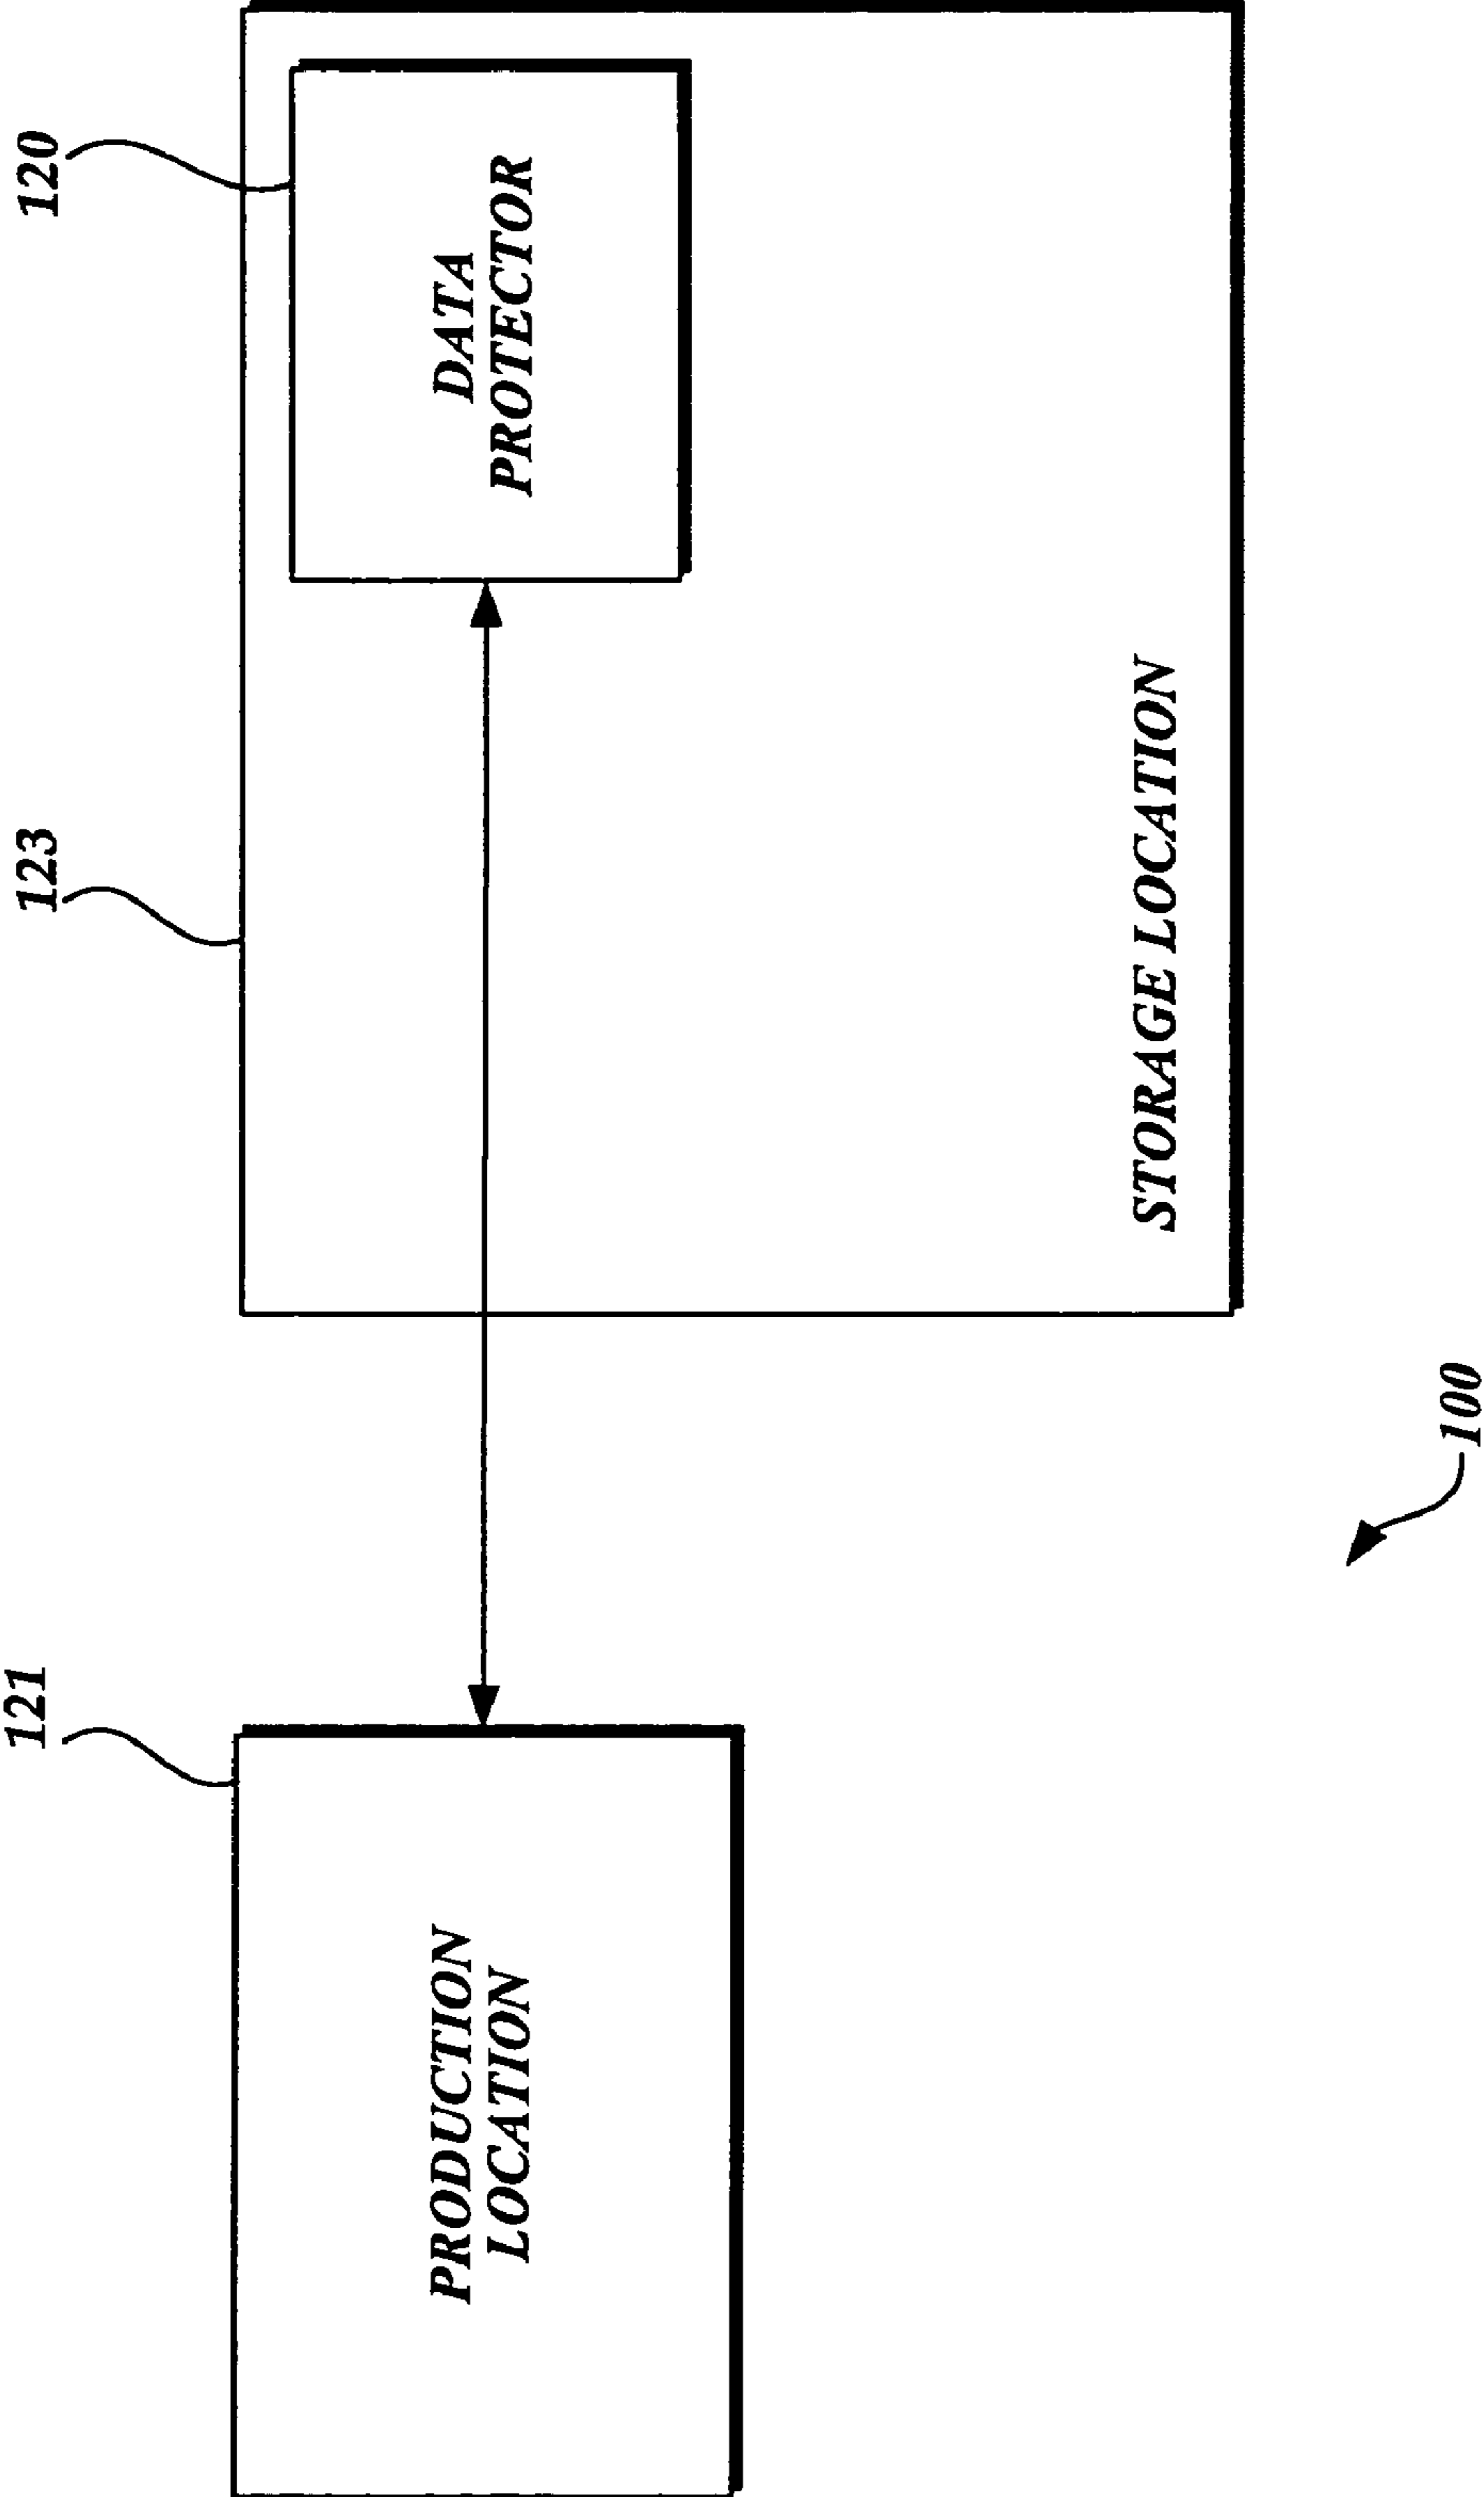 121
123
120
PRODUCTION
LOCATION
DATA
PROTECTOR
STORAGE LOCATION
100